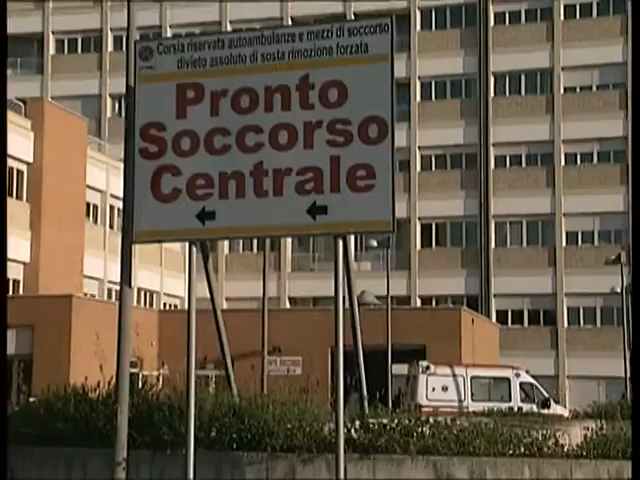 Corsia riservata autoambulanze e mezzi di soccorso
divieto assoluto di sosta rimozione forzata
Pronto
Soccorso
Centrale